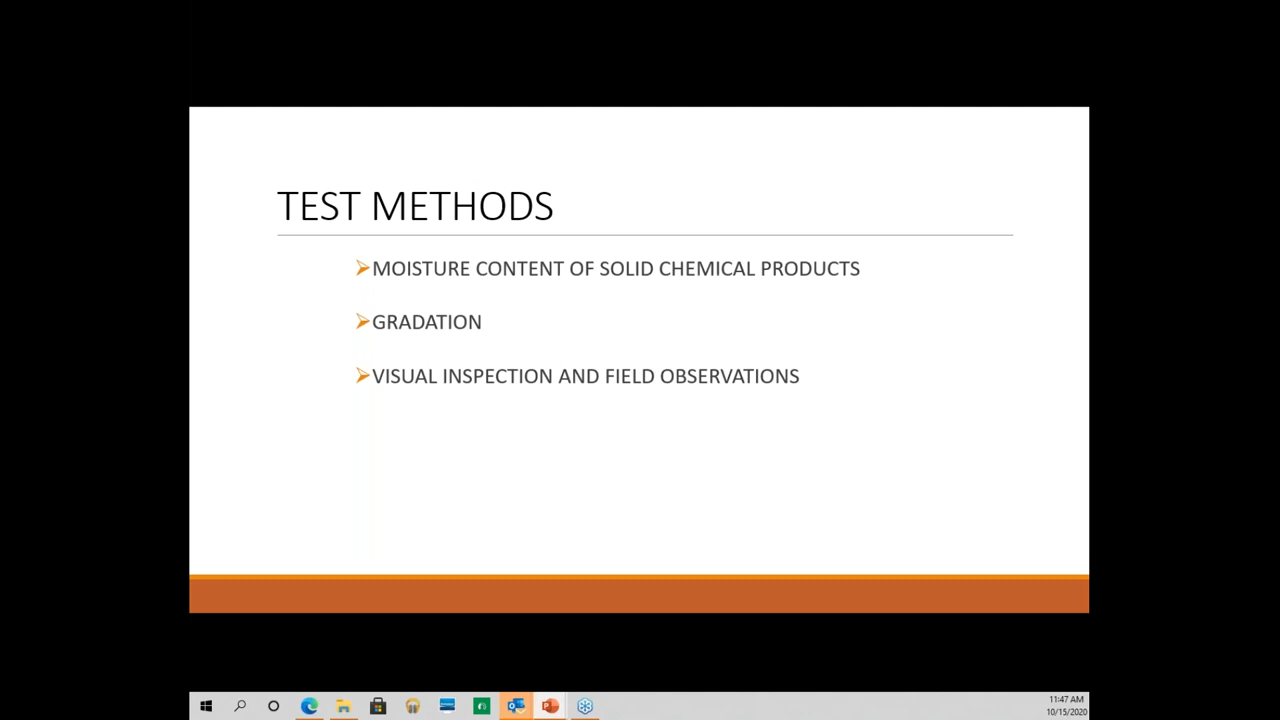 TEST METHODS
MOISTURE CONTENT OF SOLID CHEMICAL PRODUCTS
GRADATION
VISUAL INSPECTION AND FIELD OBSERVATIONS
11:47 AM
10/15/2020